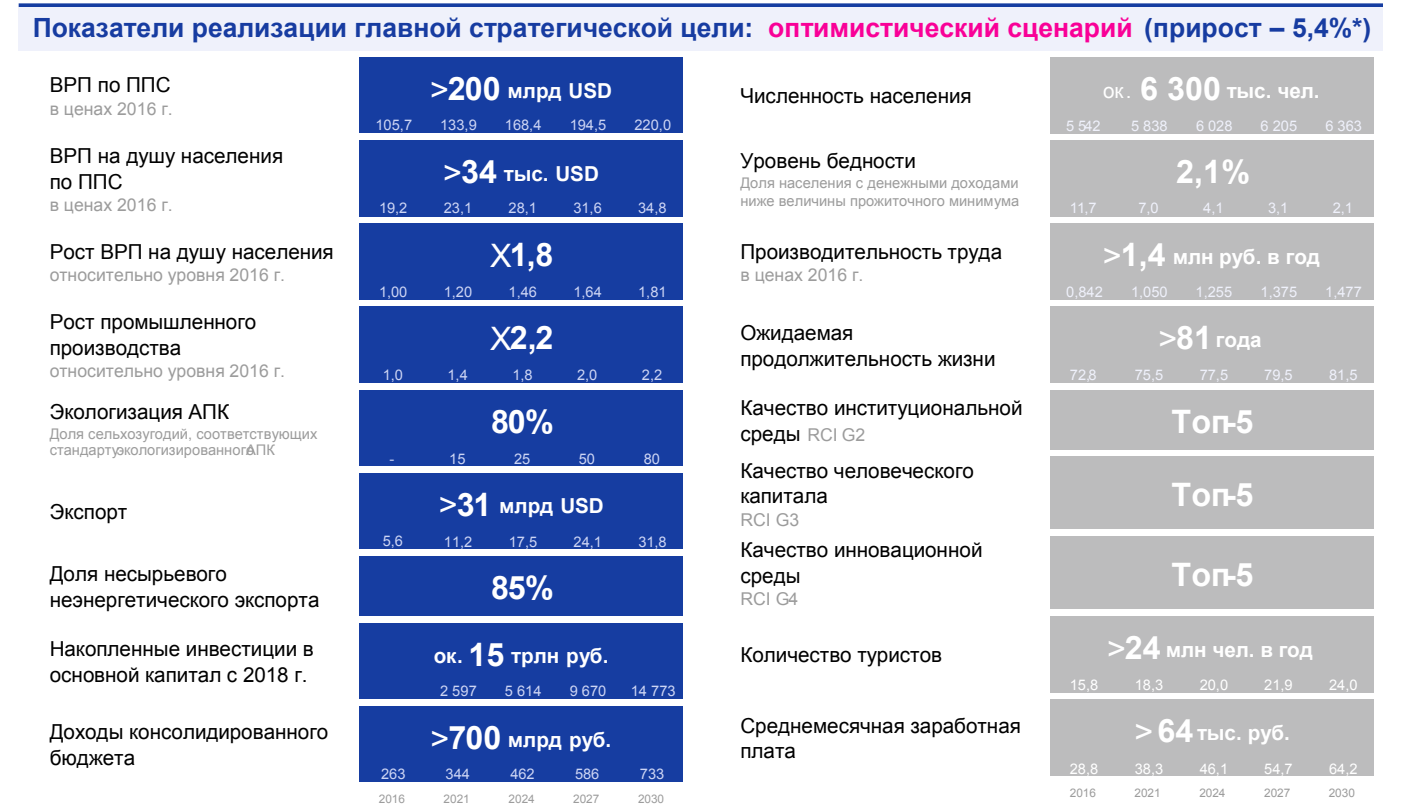 Показатели реализации главной стратегической цели: оптимистический сценарий (прирост – 5,4%*)
ВРП по ППС
в ценах 2016 г.
>200 млрд USD
105,7 133,9 168,4 194,5 220,0
ВРП на душу населения
по ППС
в ценах 2016 г.
>34 тыс. USD
19,2 23,1 28,1 31,6 34,8
Рост ВРП на душу населения
относительно уровня 2016 г.
X1,8
1,00 1,20 1,46 1,64 1,81
Рост промышленного
производства
относительно уровня 2016 г.
X2,2
1,0 1,4 1,8 2,0 2,2
Экологизация АПК
Доля сельхозугодий, соответствующих
стандарту экологизированного АПК
80%
- 15 25 50 80
Экспорт
>31 млрд USD
5,6 11,2 17,5 24,1 31,8
Доля несырьевого
неэнергетического экспорта
85%
Накопленные инвестиции в
основной капитал с 2018 г.
ок. 15 трлн руб.
2 597 5 614 9 670 14 773
Доходы консолидированного
бюджета
>700 млрд руб.
263 344 462 586 733
2016 2021 2024 2027 2030
Численность населения
ок. 6 300 тыс. чел.
5 542 5 838 6 028 6 205 6 363
Уровень бедности
Доля населения с денежными доходами
ниже величины прожиточного минимума
2,1%
11,7 7,0 4,1 3,1 2,1
Производительность труда
в ценах 2016 г.
>1,4 млн руб. в год
0,842 1,050 1,255 1,375 1,477
Ожидаемая
продолжительность жизни
>81 года
72,8 75,5 77,5 79,5 81,5
Качество институциональной
среды RCI G2
Топ-5
Качество человеческого
капитала
RCI G3
Топ-5
Качество инновационной
среды
RCI G4
Топ-5
Количество туристов
>24 млн чел. в год
15,8 18,3 20,0 21,9 24,0
Среднемесячная заработная
плата
> 64 тыс. руб.
28,8 38,3 46,1 54,7 64,2
2016 2021 2024 2027 2030